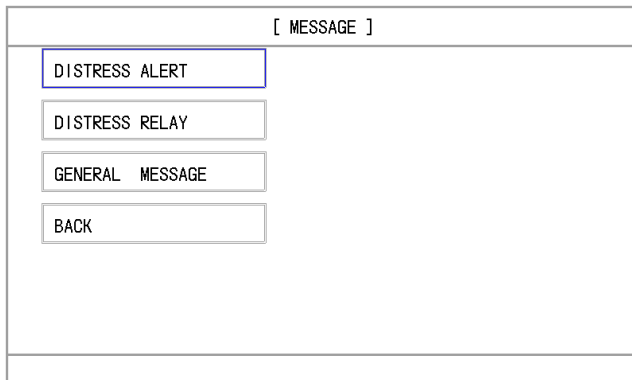 [ MESSAGE ]
DISTRESS ALERT
DISTRESS RELAY
GENERAL  MESSAGE
BACK